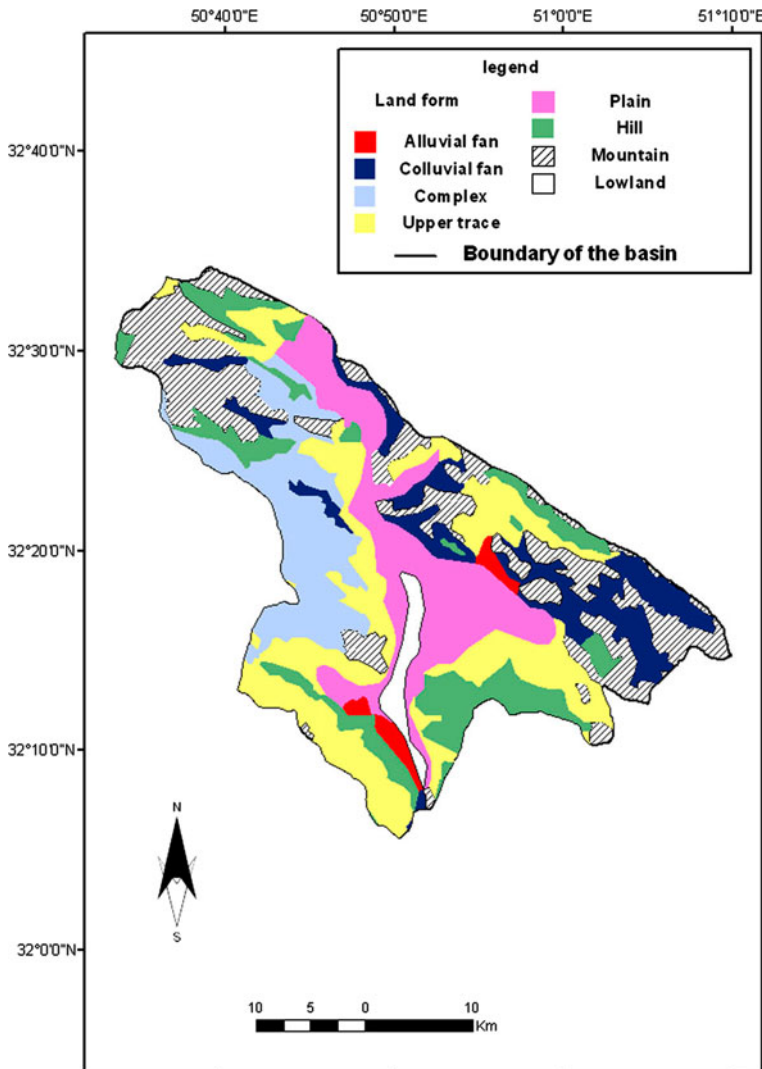 50°40'0"E 50°50'0"E 51°0'0"E 51°10'0"E
legend
Land form
Alluvial fan
Colluvial fan
Complex
Upper trace
Plain
Hill
Mountain
Lowland
Boundary of the basin
32°40'0"N
32°30'0"N
32°20'0"N
32°10'0"N
32°0'0"N
N
S
10 5 0 10
Km